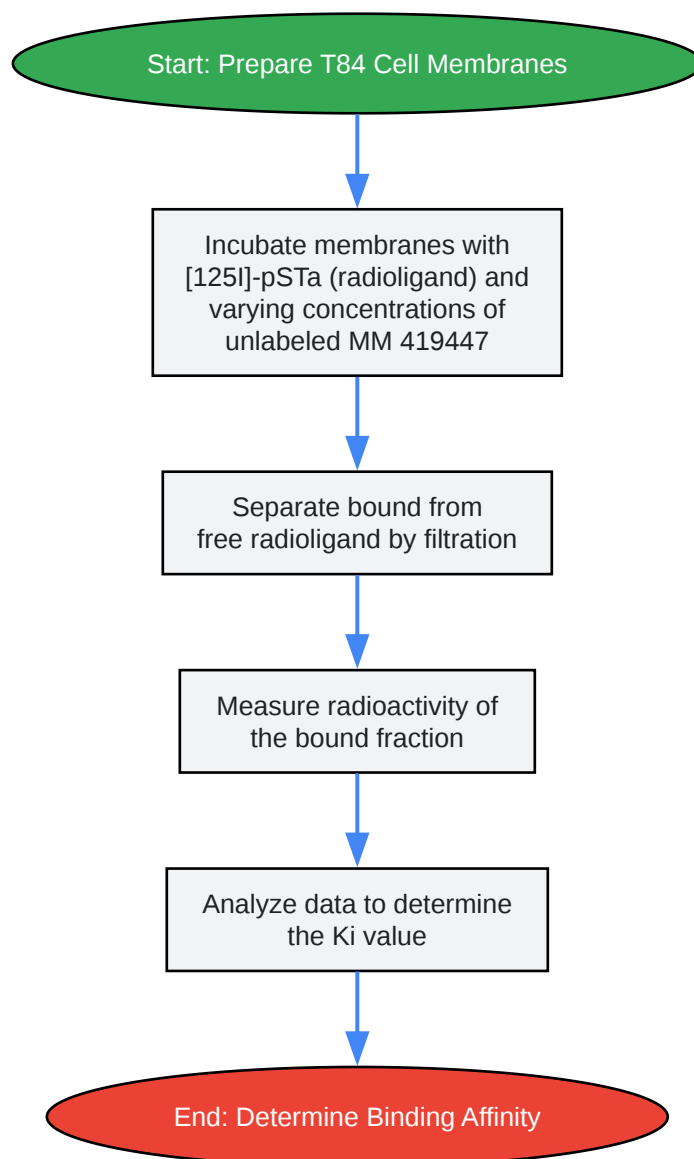 Start: Prepare T84 Cell Membranes
Incubate membranes with
[125I]-pSTa (radioligand) and
varying concentrations of
unlabeled MM 419447
Separate bound from
free radioligand by filtration
Measure radioactivity of
the bound fraction
Analyze data to determine
the Ki value
End: Determine Binding Affinity